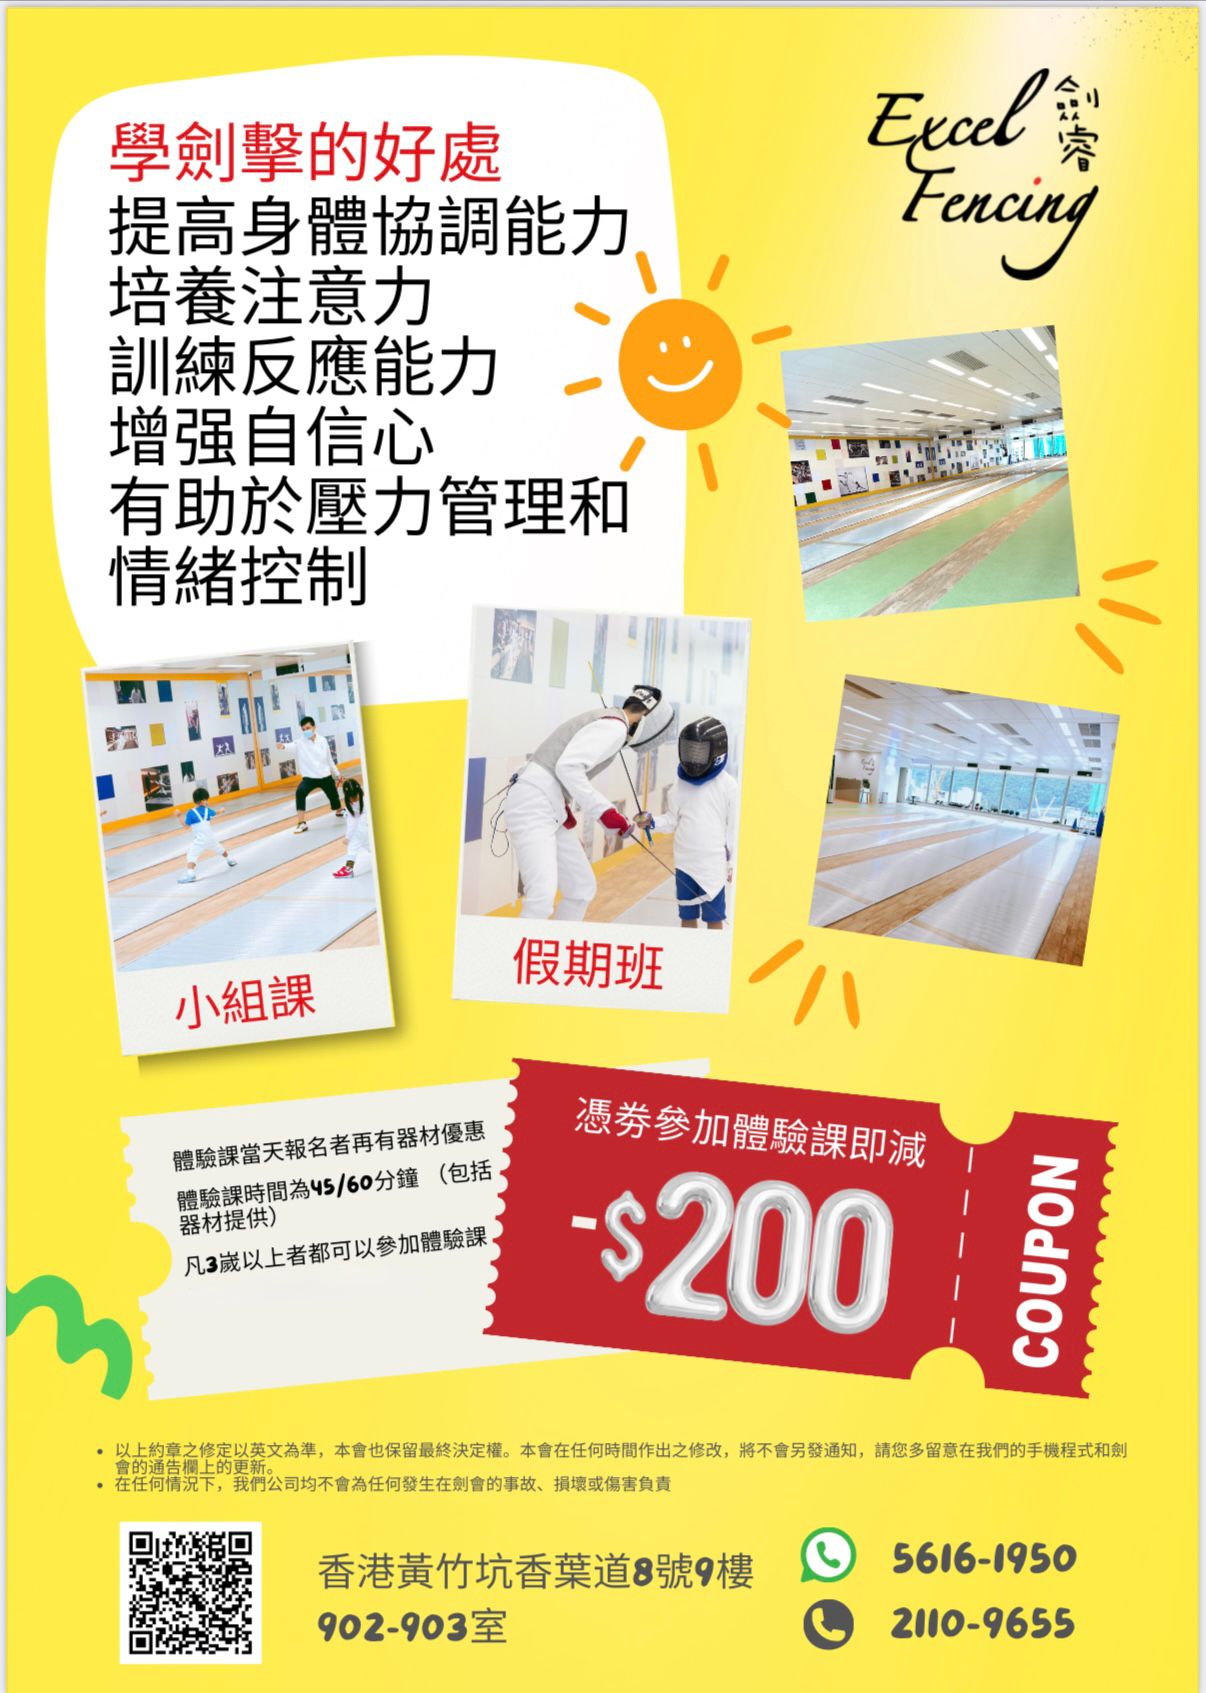 Excel
劍睿
Fencing
學劍擊的好處
提高身體協調能力
培養注意力
訓練反應能力
增强自信心
有助於壓力管理和
情緒控制
小組課
假期班
體驗課當天報名者再有器材優惠
體驗課時間為45/60分鐘 （包括
器材提供）
凡3嵗以上者都可以參加體驗課
憑券參加體驗課即減
-$200
COUPON
• 以上約章之修定以英文為準，本會也保留最終決定權。本會在任何時間作出之修改，將不會另發通知，請您多留意在我們的手機程式和劍
會的通告欄上的更新。
• 在任何情況下，我們公司均不會為任何發生在劍會的事故、損壞或傷害負責
香港黃竹坑香葉道8號9樓
902-903室
5616-1950
2110-9655